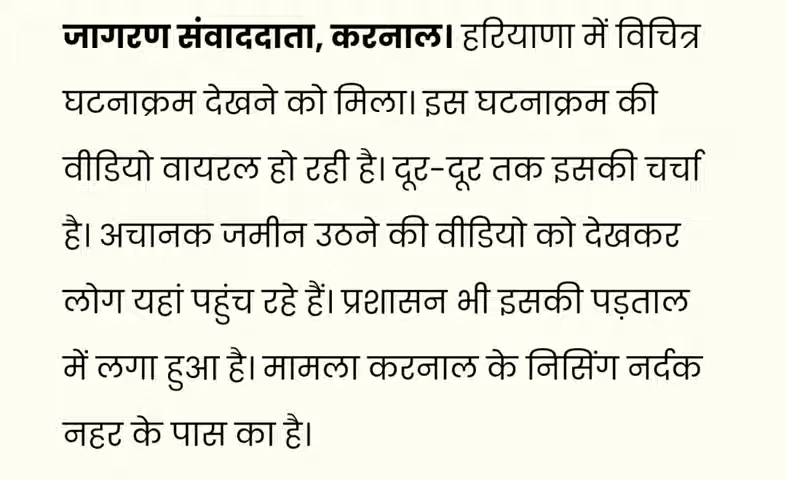 जागरण संवाददाता, करनाल। हरियाणा में विचित्र
घटनाक्रम देखने को मिला। इस घटनाक्रम की
वीडियो वायरल हो रही है। दूर-दूर तक इसकी चर्चा
है। अचानक जमीन उठने की वीडियो को देखकर
लोग यहां पहुंच रहे हैं। प्रशासन भी इसकी पड़ताल
में लगा हुआ है। मामला करनाल के निसिंग नर्दक
नहर के पास का है।